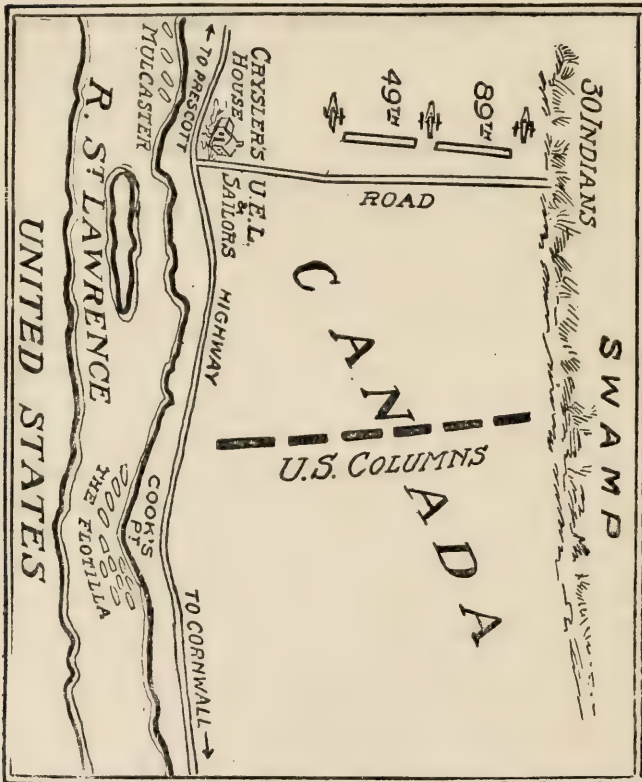 SWAMP
30 INDIANS
89TH
49TH
ROAD
CANADA
U.S. COLUMNS
CRYSLER'S
HOUSE
U.E.L.
&
SAILORS
← TO PRESCOTT
HIGHWAY
TO CORNWALL →
MULCASTER
COOK'S
PT
R. ST LAWRENCE
THE FLOTILLA
UNITED STATES